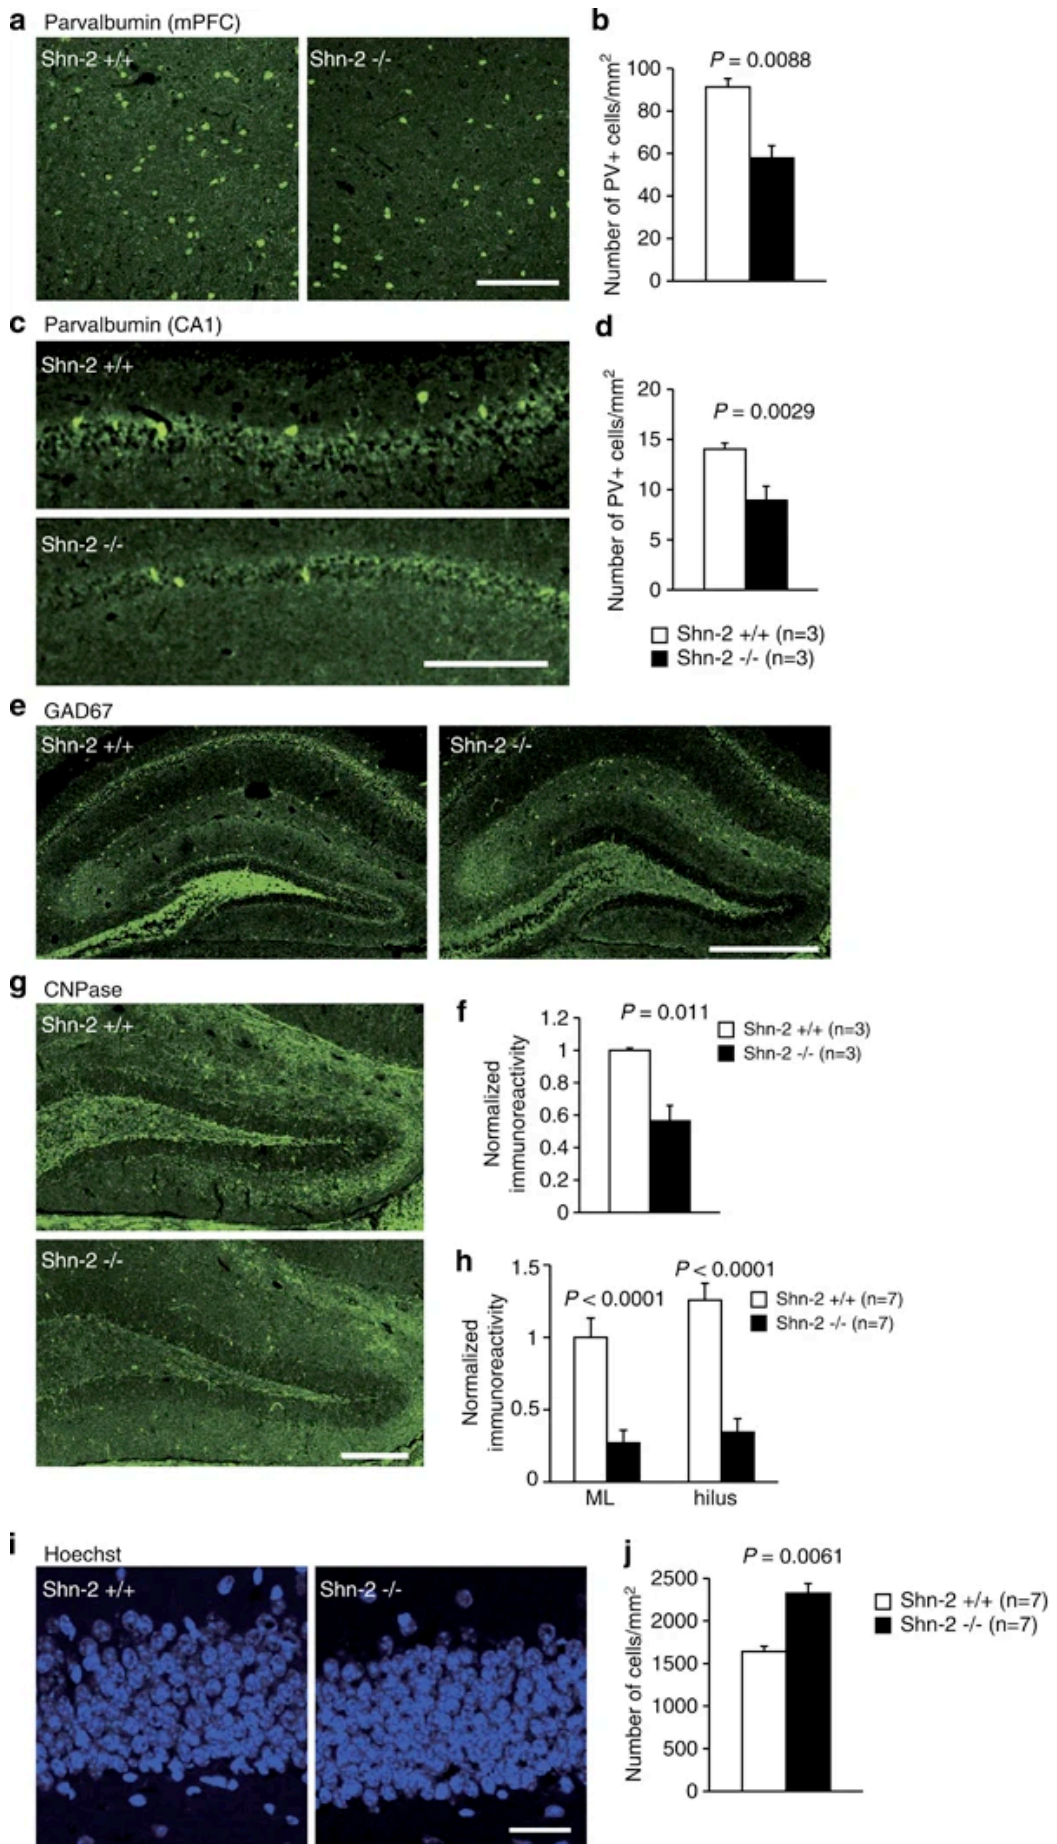 a Parvalbumin (mPFC)
Shn-2 +/+
Shn-2 -/-
b
P = 0.0088
Number of PV+ cells/mm²
100
80
60
40
20
0
c Parvalbumin (CA1)
Shn-2 +/+
Shn-2 -/-
d
P = 0.0029
Number of PV+ cells/mm²
20
15
10
5
0
Shn-2 +/+ (n=3)
Shn-2 -/- (n=3)
e GAD67
Shn-2 +/+
Shn-2 -/-
g CNPase
Shn-2 +/+
Shn-2 -/-
f
P = 0.011
Normalized
immunoreactivity
1.2
1
0.8
0.6
0.4
0.2
0
Shn-2 +/+ (n=3)
Shn-2 -/- (n=3)
h
P < 0.0001
P < 0.0001
Normalized
immunoreactivity
1.5
1
0.5
0
ML hilus
Shn-2 +/+ (n=7)
Shn-2 -/- (n=7)
i Hoechst
Shn-2 +/+
Shn-2 -/-
j
P = 0.0061
Number of cells/mm²
2500
2000
1500
1000
500
0
Shn-2 +/+ (n=7)
Shn-2 -/- (n=7)